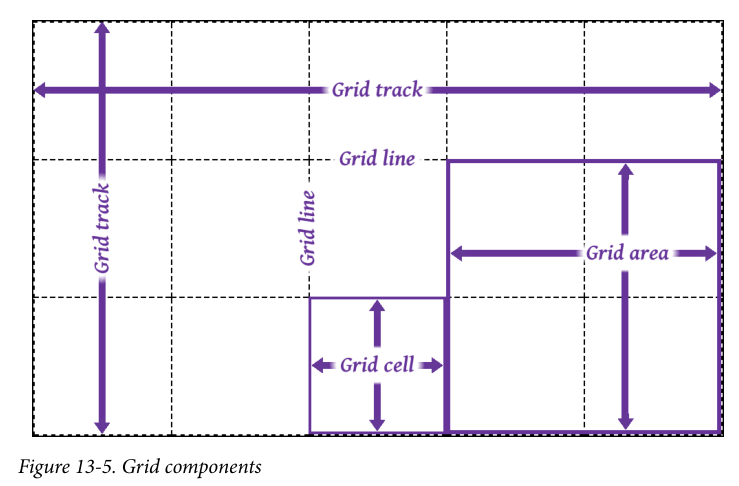 Grid track
Grid line
Grid track
Grid line
Grid area
Grid cell
Figure 13-5. Grid components